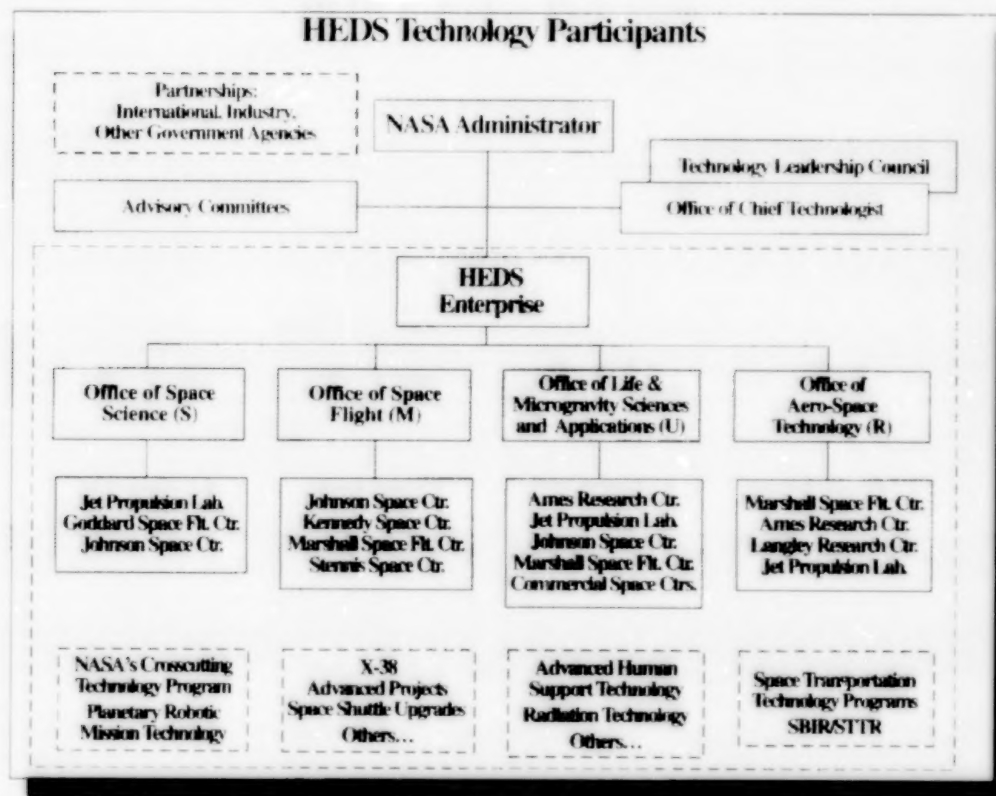 HEDS Technology Participants
Partnerships:
International, Industry,
Other Government Agencies
NASA Administrator
Technology Leadership Council
Advisory Committees
Office of Chief Technologist
HEDS
Enterprise
Office of Space
Science (S)
Office of Space
Flight (M)
Office of Life &
Microgravity Sciences
and Applications (U)
Office of
Aero-Space
Technology (R)
Jet Propulsion Lab.
Goddard Space Flt. Ctr.
Johnson Space Ctr.
Johnson Space Ctr.
Kennedy Space Ctr.
Marshall Space Flt. Ctr.
Stennis Space Ctr.
Ames Research Ctr.
Jet Propulsion Lab.
Johnson Space Ctr.
Marshall Space Flt. Ctr.
Commercial Space Ctrs.
Marshall Space Flt. Ctr.
Ames Research Ctr.
Langley Research Ctr.
Jet Propulsion Lab.
NASA's Crosscutting
Technology Program
Planetary Robotic
Mission Technology
X-38
Advanced Projects
Space Shuttle Upgrades
Others...
Advanced Human
Support Technology
Radiation Technology
Others...
Space Transportation
Technology Programs
SBIR/STTR